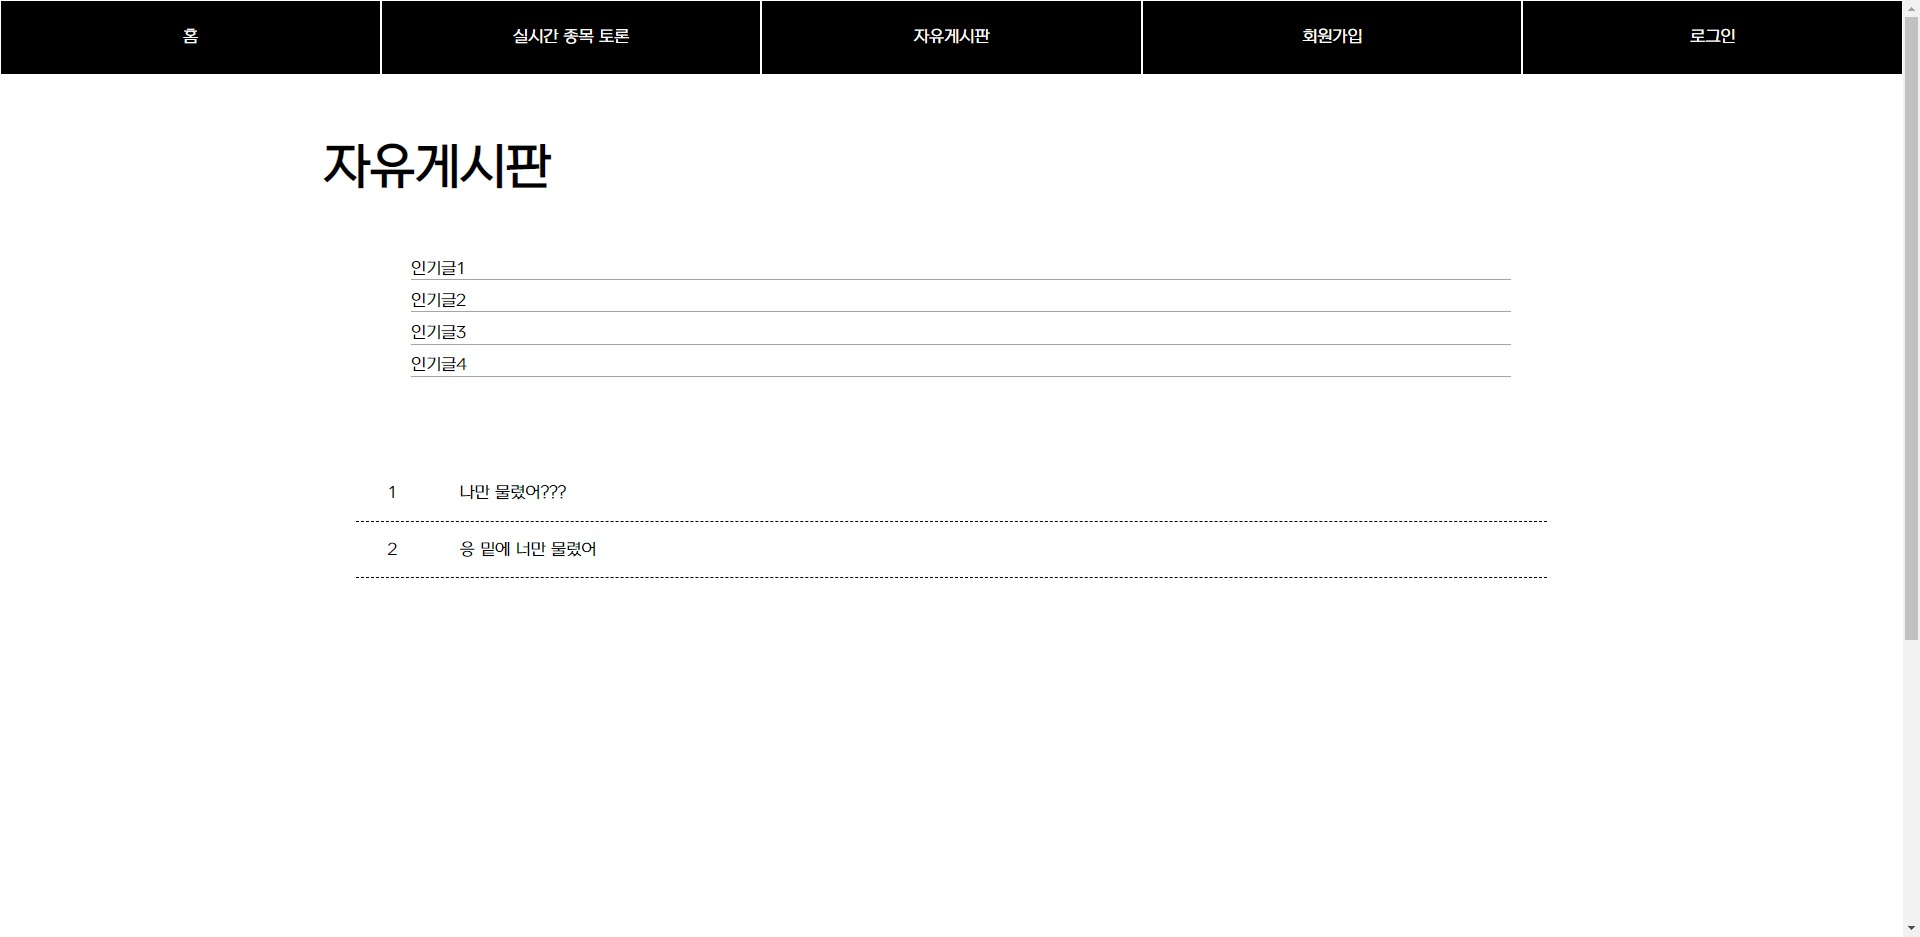 홈 실시간 종목 토론 자유게시판 회원가입 로그인
자유게시판
인기글1
인기글2
인기글3
인기글4
1 나만 물렸어???
2 응 밑에 너만 물렸어